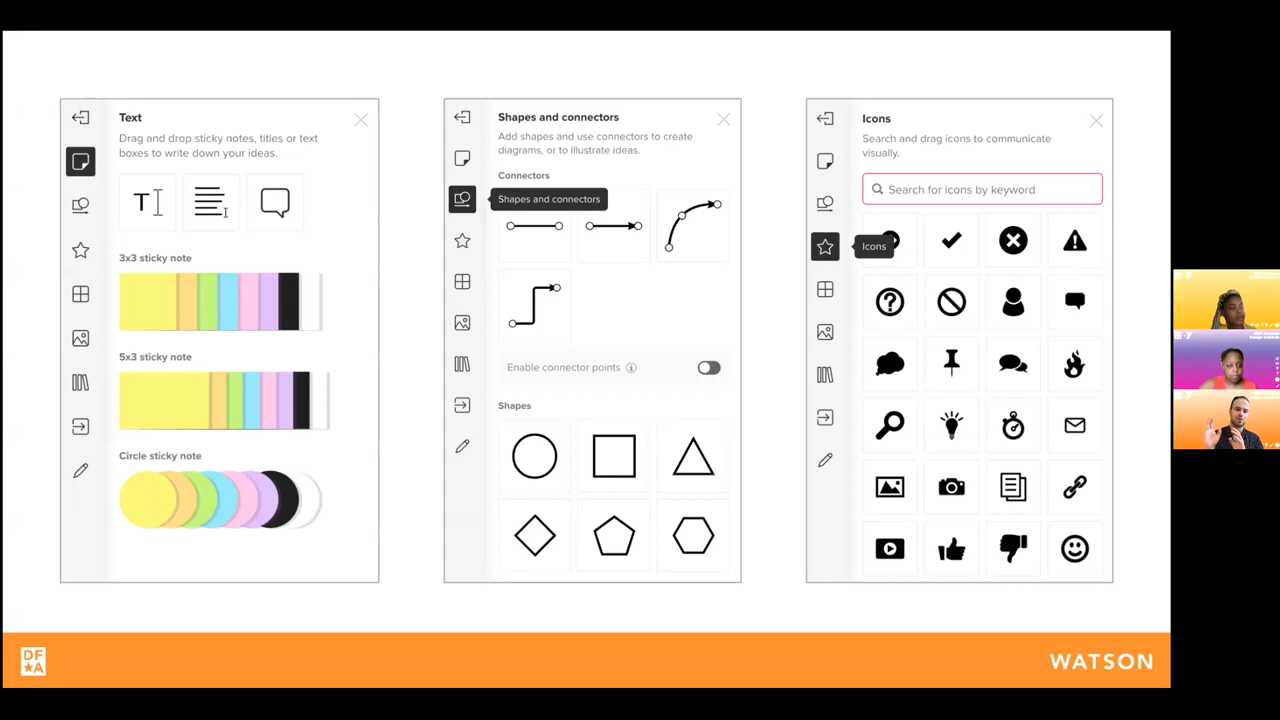 Text
Drag and drop sticky notes, titles or text
boxes to write down your ideas.
T
3x3 sticky note
5x3 sticky note
Circle sticky note
Shapes and connectors
Add shapes and use connectors to create
diagrams, or to illustrate ideas.
Connectors
Shapes and connectors
Enable connector points
Shapes
Icons
Search and drag icons to communicate
visually.
Search for icons by keyword
Icons
DF
A
WATSON